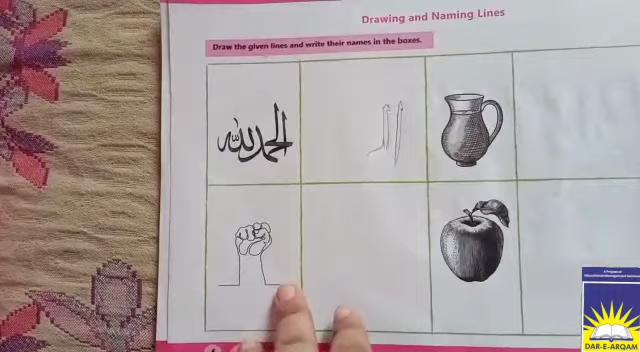 Drawing and Naming Lines
Draw the given lines and write their names in the boxes.
الحمد لله
ال
DAR-E-ARQAM